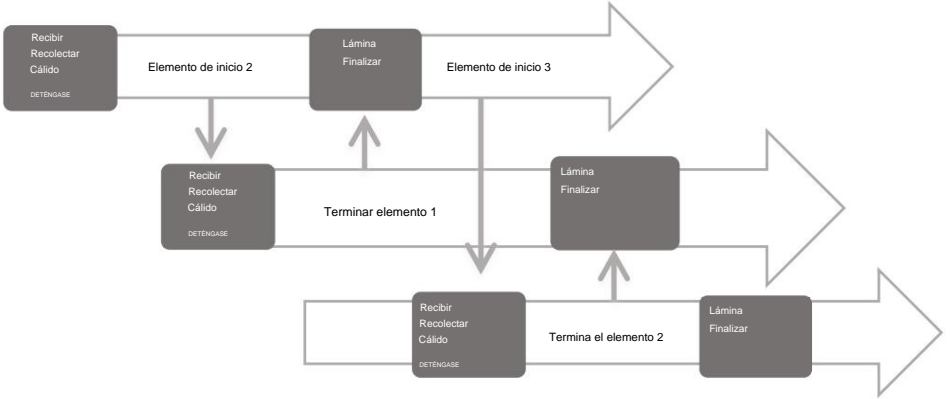 Recibir
Recolectar
Cálido
DETÉNGASE
Elemento de inicio 2
Lámina
Finalizar
Elemento de inicio 3
Recibir
Recolectar
Cálido
DETÉNGASE
Terminar elemento 1
Lámina
Finalizar
Recibir
Recolectar
Cálido
DETÉNGASE
Termina el elemento 2
Lámina
Finalizar